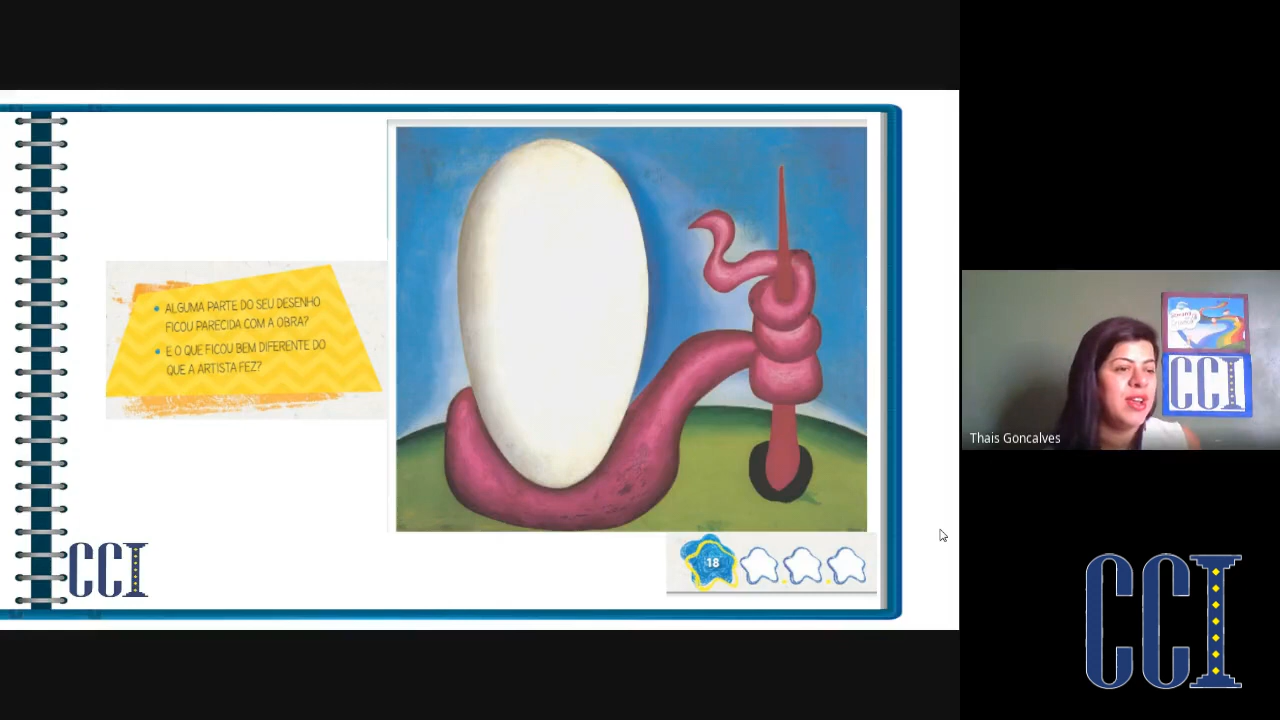 ALGUMA PARTE DO SEU DESENHO
FICOU PARECIDA COM A OBRA?
E O QUE FICOU BEM DIFERENTE DO
QUE A ARTISTA FEZ?
18
CCI
CCI
Thais Goncalves
CCI